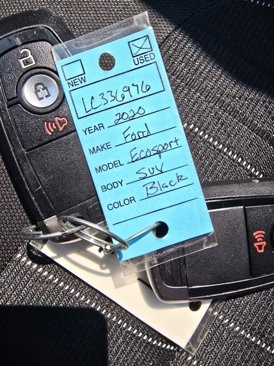 NEW
USED
LC336976
YEAR 2020
MAKE Ford
MODEL Ecosport
BODY SUV
COLOR Black